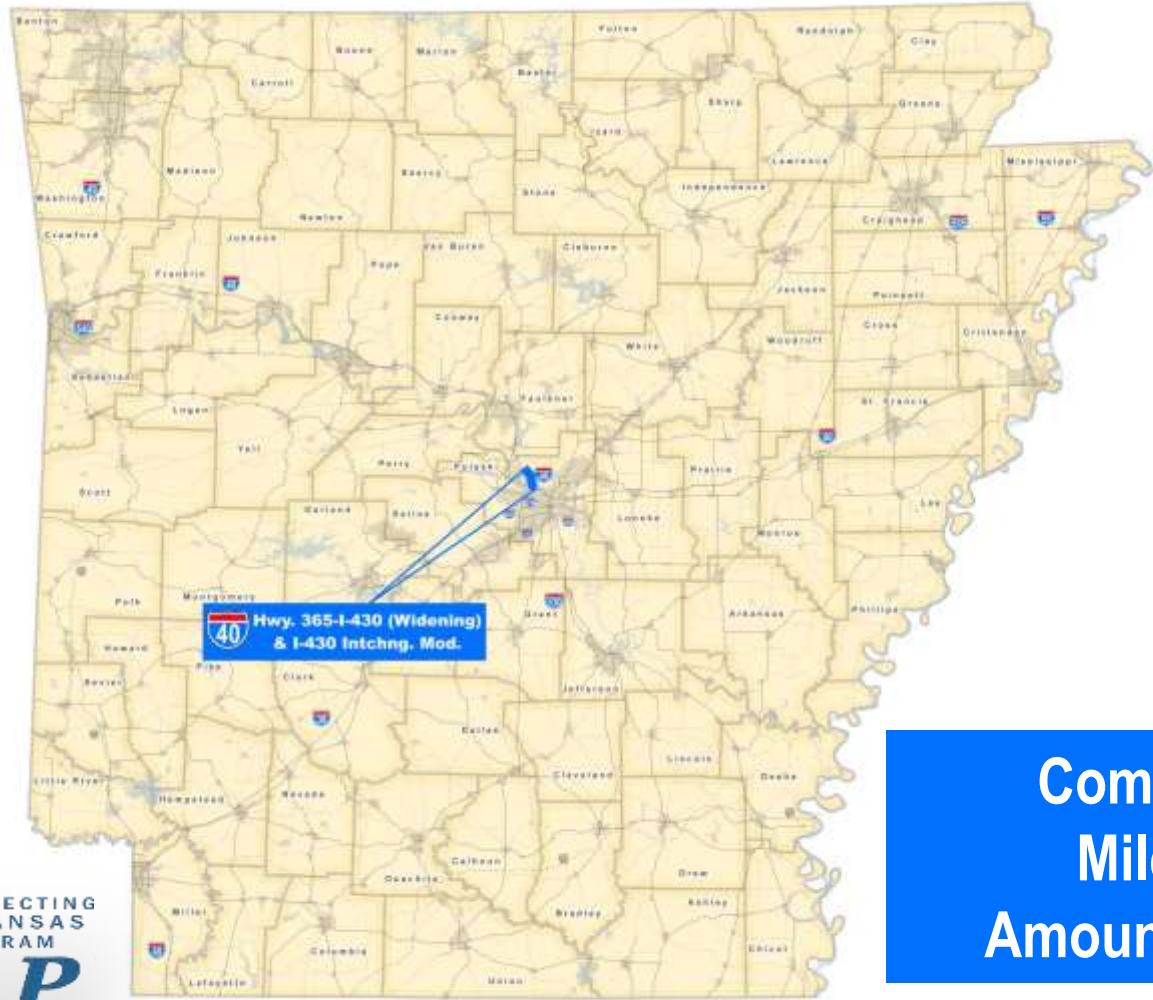 Benton
Carroll
Boone
Marion
Baxter
Fulton
Randolph
Clay
Sharp
Greene
Izard
Lawrence
Mississippi
Washington
Madison
Newton
Searcy
Stone
Independence
Craighead
Crawford
Franklin
Johnson
Pope
Van Buren
Cleburne
Jackson
Poinsett
Sebastian
Logan
Conway
White
Woodruff
Cross
Crittenden
Faulkner
St. Francis
Scott
Yell
Perry
Pulaski
Prairie
Lee
Garland
Saline
Lonoke
Monroe
Polk
Montgomery
Grant
Arkansas
Phillips
40 Hwy. 365-I-430 (Widening)
& I-430 Intchng. Mod.
Howard
Pike
Clark
Sevier
Jefferson
Dallas
Cleveland
Lincoln
Desha
Little River
Hempstead
Nevada
Ouachita
Calhoun
Bradley
Drew
Ashley
Chicot
Miller
Lafayette
Columbia
Union
ECTING
ANSAS
RAM
P
Com
Mil
Amoun